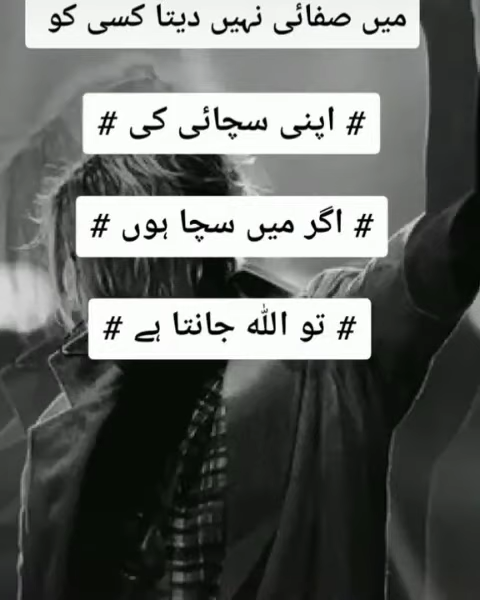 میں صفائی نہیں دیتا کسی کو
# اپنی سچائی کی #
# اگر میں سچا ہوں #
# تو اللہ جانتا ہے #